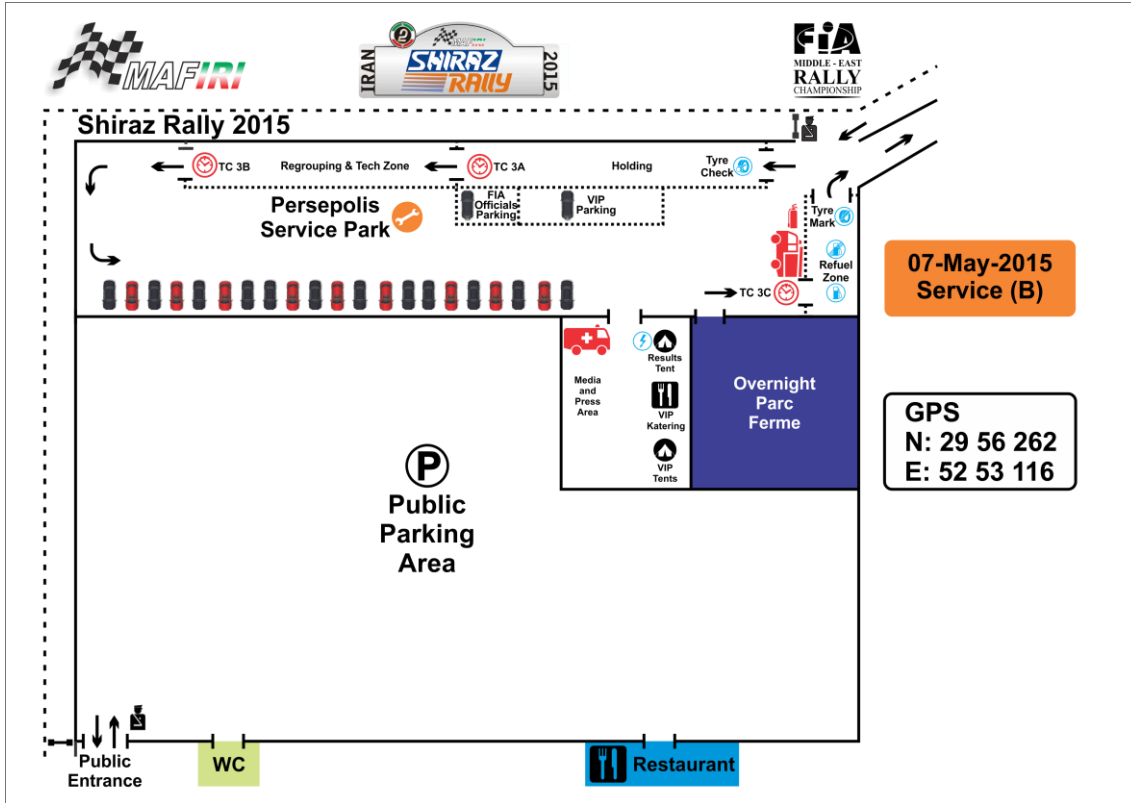 MAFIRI
IRAN
2
MAFIRI
SHIRAZ
RALLY
2015
FiA
MIDDLE - EAST
RALLY
CHAMPIONSHIP
Shiraz Rally 2015
TC 3B
Regrouping & Tech Zone
TC 3A
Holding
Tyre
Check
Persepolis
Service Park
FIA
Officials
Parking
VIP
Parking
Tyre
Mark
Refuel
Zone
TC 3C
07-May-2015
Service (B)
Results
Tent
Media
and
Press
Area
VIP
Katering
VIP
Tents
Overnight
Parc
Ferme
GPS
N: 29 56 262
E: 52 53 116
P
Public
Parking
Area
Public
Entrance
WC
Restaurant